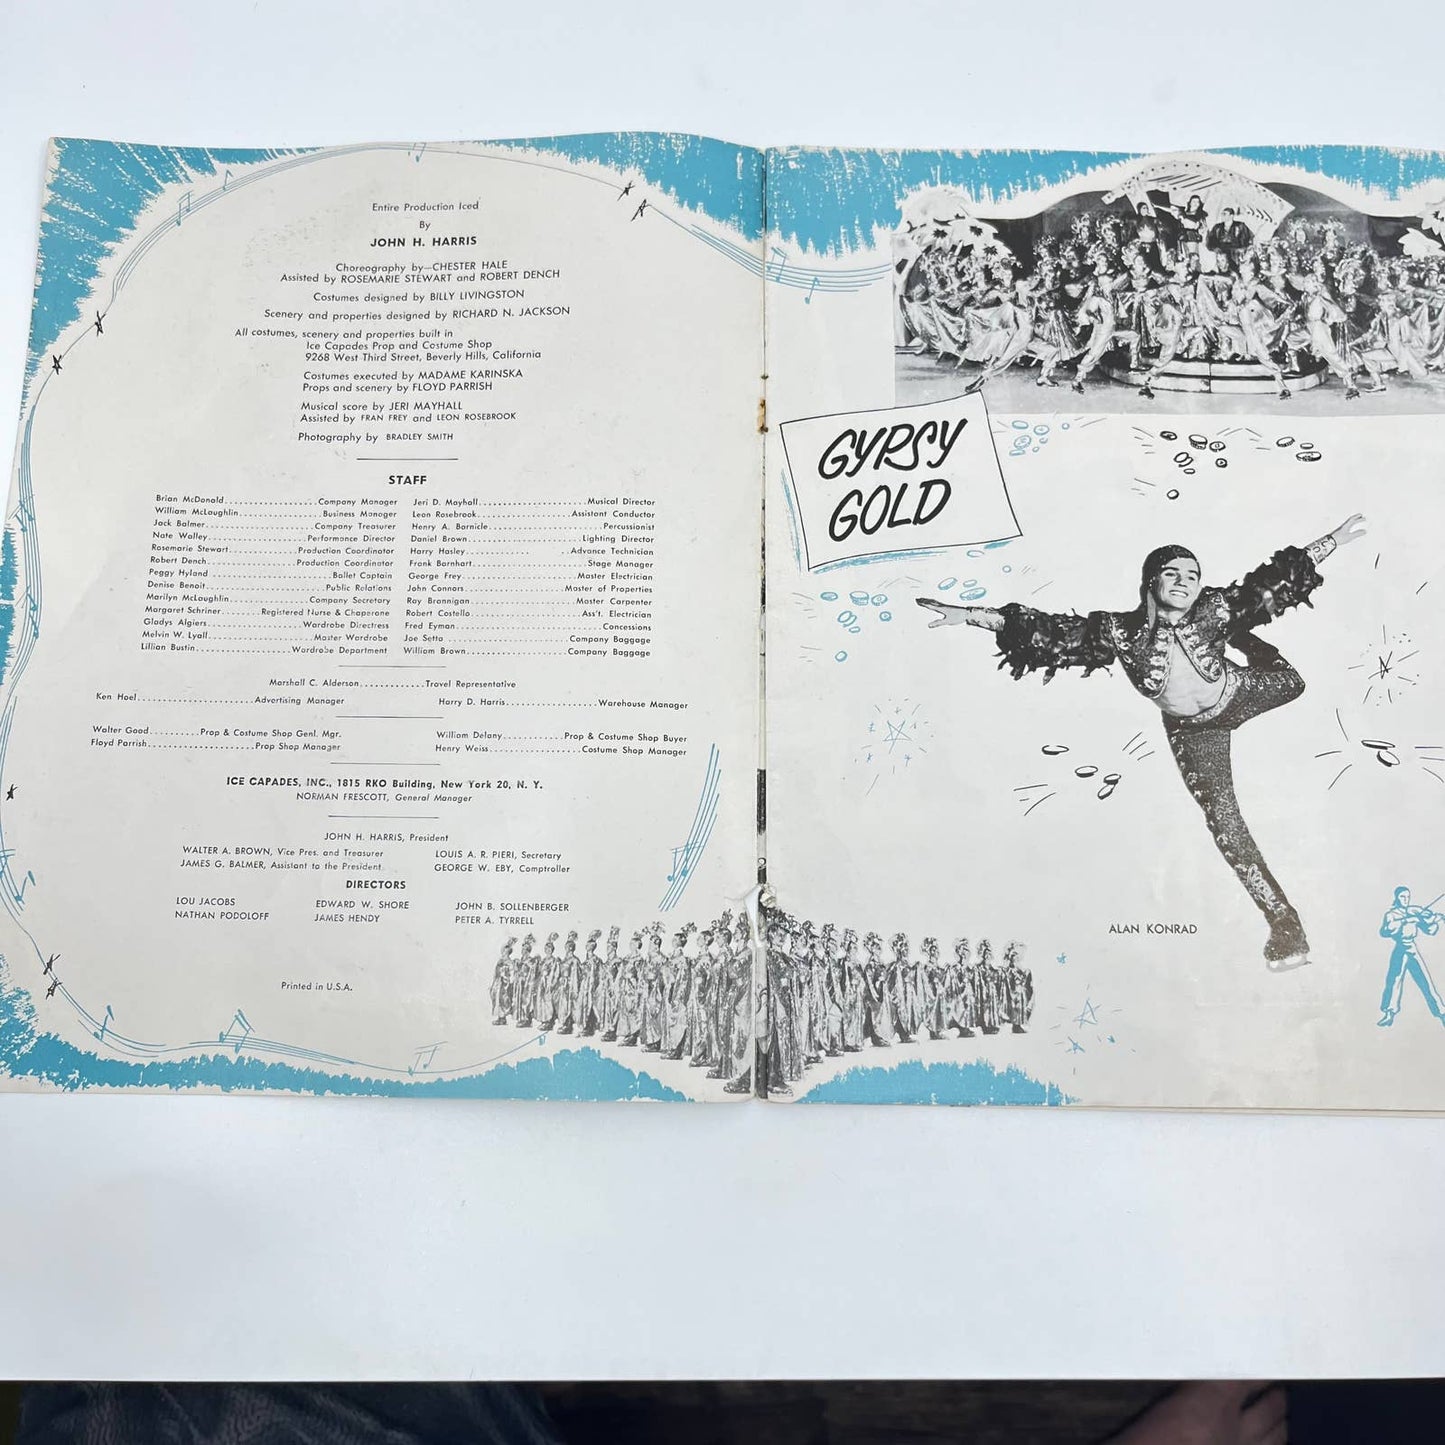 Entire Production Iced
By
JOHN H. HARRIS
Choreography by—CHESTER HALE
Assisted by ROSEMARIE STEWART and ROBERT DENCH
Costumes designed by BILLY LIVINGSTON
Scenery and properties designed by RICHARD N. JACKSON
All costumes, scenery and properties built in
Ice Capades Prop and Costume Shop
9268 West Third Street, Beverly Hills, California
Costumes executed by MADAME KARINSKA
Props and scenery by FLOYD PARRISH
Musical score by JERI MAYHALL
Assisted by FRAN FREY and LEON ROSEBROOK
Photography by BRADLEY SMITH
STAFF
Brian McDonald..................Company Manager
William McLaughlin................Business Manager
Jack Balmer.....................Company Treasurer
Nate Walley...................Performance Director
Rosemarie Stewart.............Production Coordinator
Robert Dench.................Production Coordinator
Peggy Hyland .......................Ballet Captain
Denise Benoit.......................Public Relations
Marilyn McLaughlin...............Company Secretary
Margaret Schriner........Registered Nurse & Chaperone
Gladys Algiers...................Wardrobe Directress
Melvin W. Lyall.....................Master Wardrobe
Lillian Bustin...................Wardrobe Department
Jeri D. Mayhall.....................Musical Director
Leon Rosebrook...................Assistant Conductor
Henry A. Barnicle.......................Percussionist
Daniel Brown.......................Lighting Director
Harry Hasley............. ..Advance Technician
Frank Barnhart.......................Stage Manager
George Frey.......................Master Electrician
John Connors....................Master of Properties
Ray Brannigan.....................Master Carpenter
Robert Costello......................Ass't. Electrician
Fred Eyman.............................Concessions
Joe Setta .......................Company Baggage
William Brown....................Company Baggage
Marshall C. Alderson............Travel Representative
Ken Hoel.......................Advertising Manager
Harry D. Harris.................Warehouse Manager
Walter Good..........Prop & Costume Shop Genl. Mgr.
Floyd Parrish.....................Prop Shop Manager
William Delany...........Prop & Costume Shop Buyer
Henry Weiss.................Costume Shop Manager
ICE CAPADES, INC., 1815 RKO Building, New York 20, N. Y.
NORMAN FRESCOTT, General Manager
JOHN H. HARRIS, President
WALTER A. BROWN, Vice Pres. and Treasurer
JAMES G. BALMER, Assistant to the President
LOUIS A. R. PIERI, Secretary
GEORGE W. EBY, Comptroller
DIRECTORS
LOU JACOBS
NATHAN PODOLOFF
EDWARD W. SHORE
JAMES HENDY
JOHN B. SOLLENBERGER
PETER A. TYRRELL
Printed in U.S.A.
GYPSY
GOLD
ALAN KONRAD